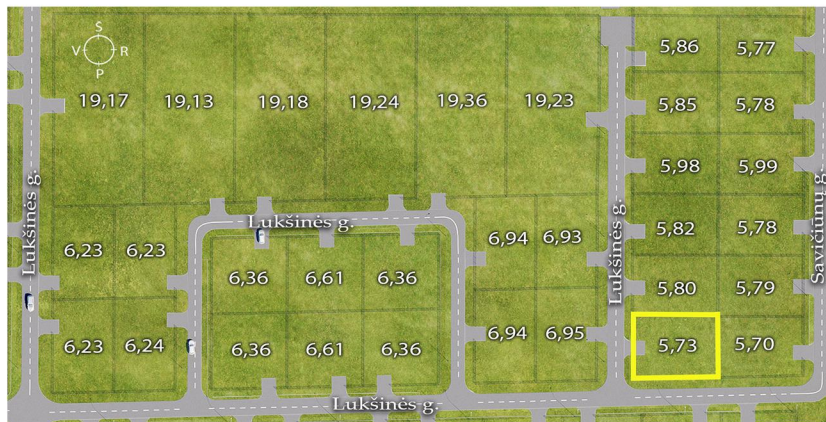 S
V R
P
5,86 5,77
19,17 19,13 19,18 19,24 19,36 19,23
5,85 5,78
5,98 5,99
Lukšinės g.
Lukšinės g.
Lukšinės g.
Savičiūnų g.
6,23 6,23
6,94 6,93
5,82 5,78
6,36 6,61 6,36
5,80 5,79
6,23 6,24
6,36 6,61 6,36
6,94 6,95
5,73 5,70
Lukšinės g.